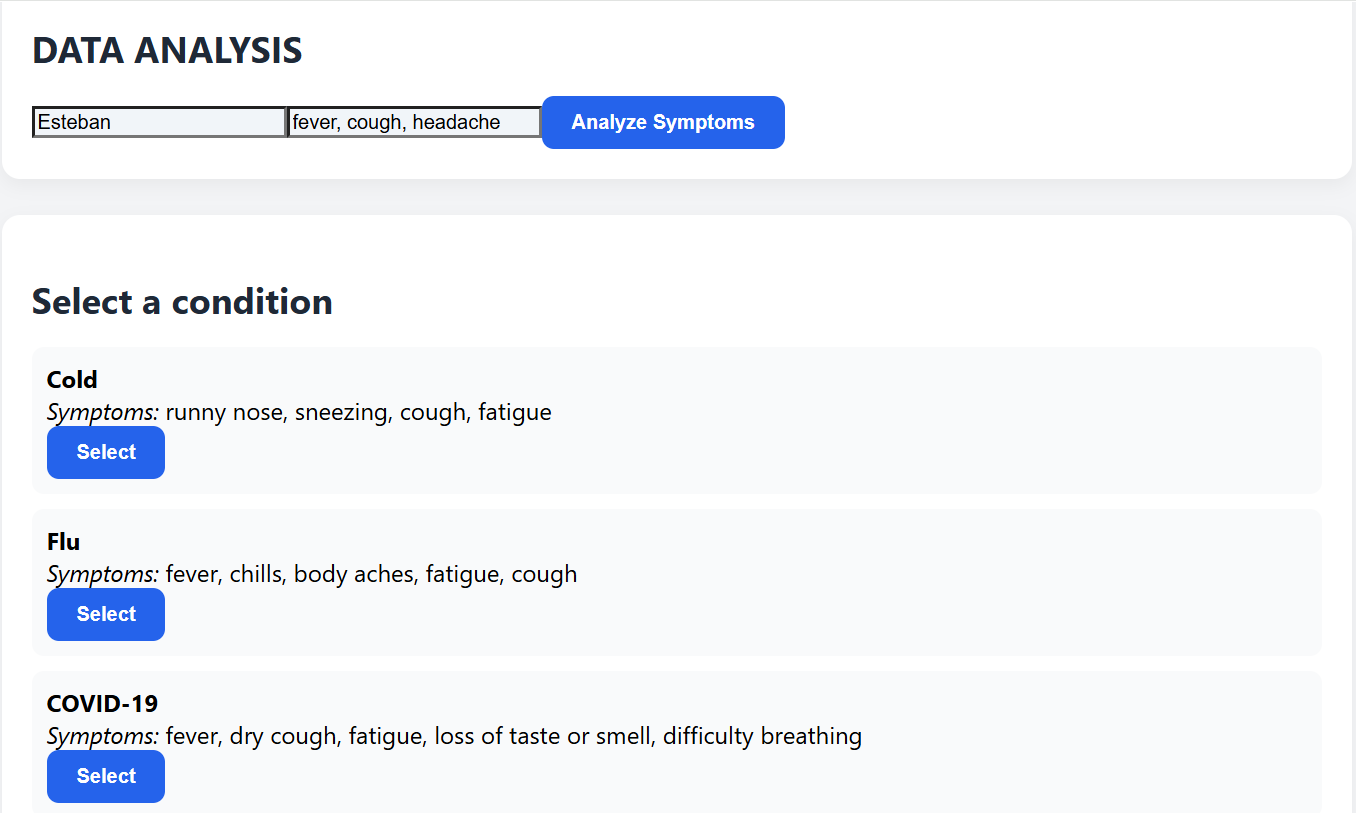 DATA ANALYSIS
Esteban fever, cough, headache Analyze Symptoms
Select a condition
Cold
Symptoms: runny nose, sneezing, cough, fatigue
Select
Flu
Symptoms: fever, chills, body aches, fatigue, cough
Select
COVID-19
Symptoms: fever, dry cough, fatigue, loss of taste or smell, difficulty breathing
Select